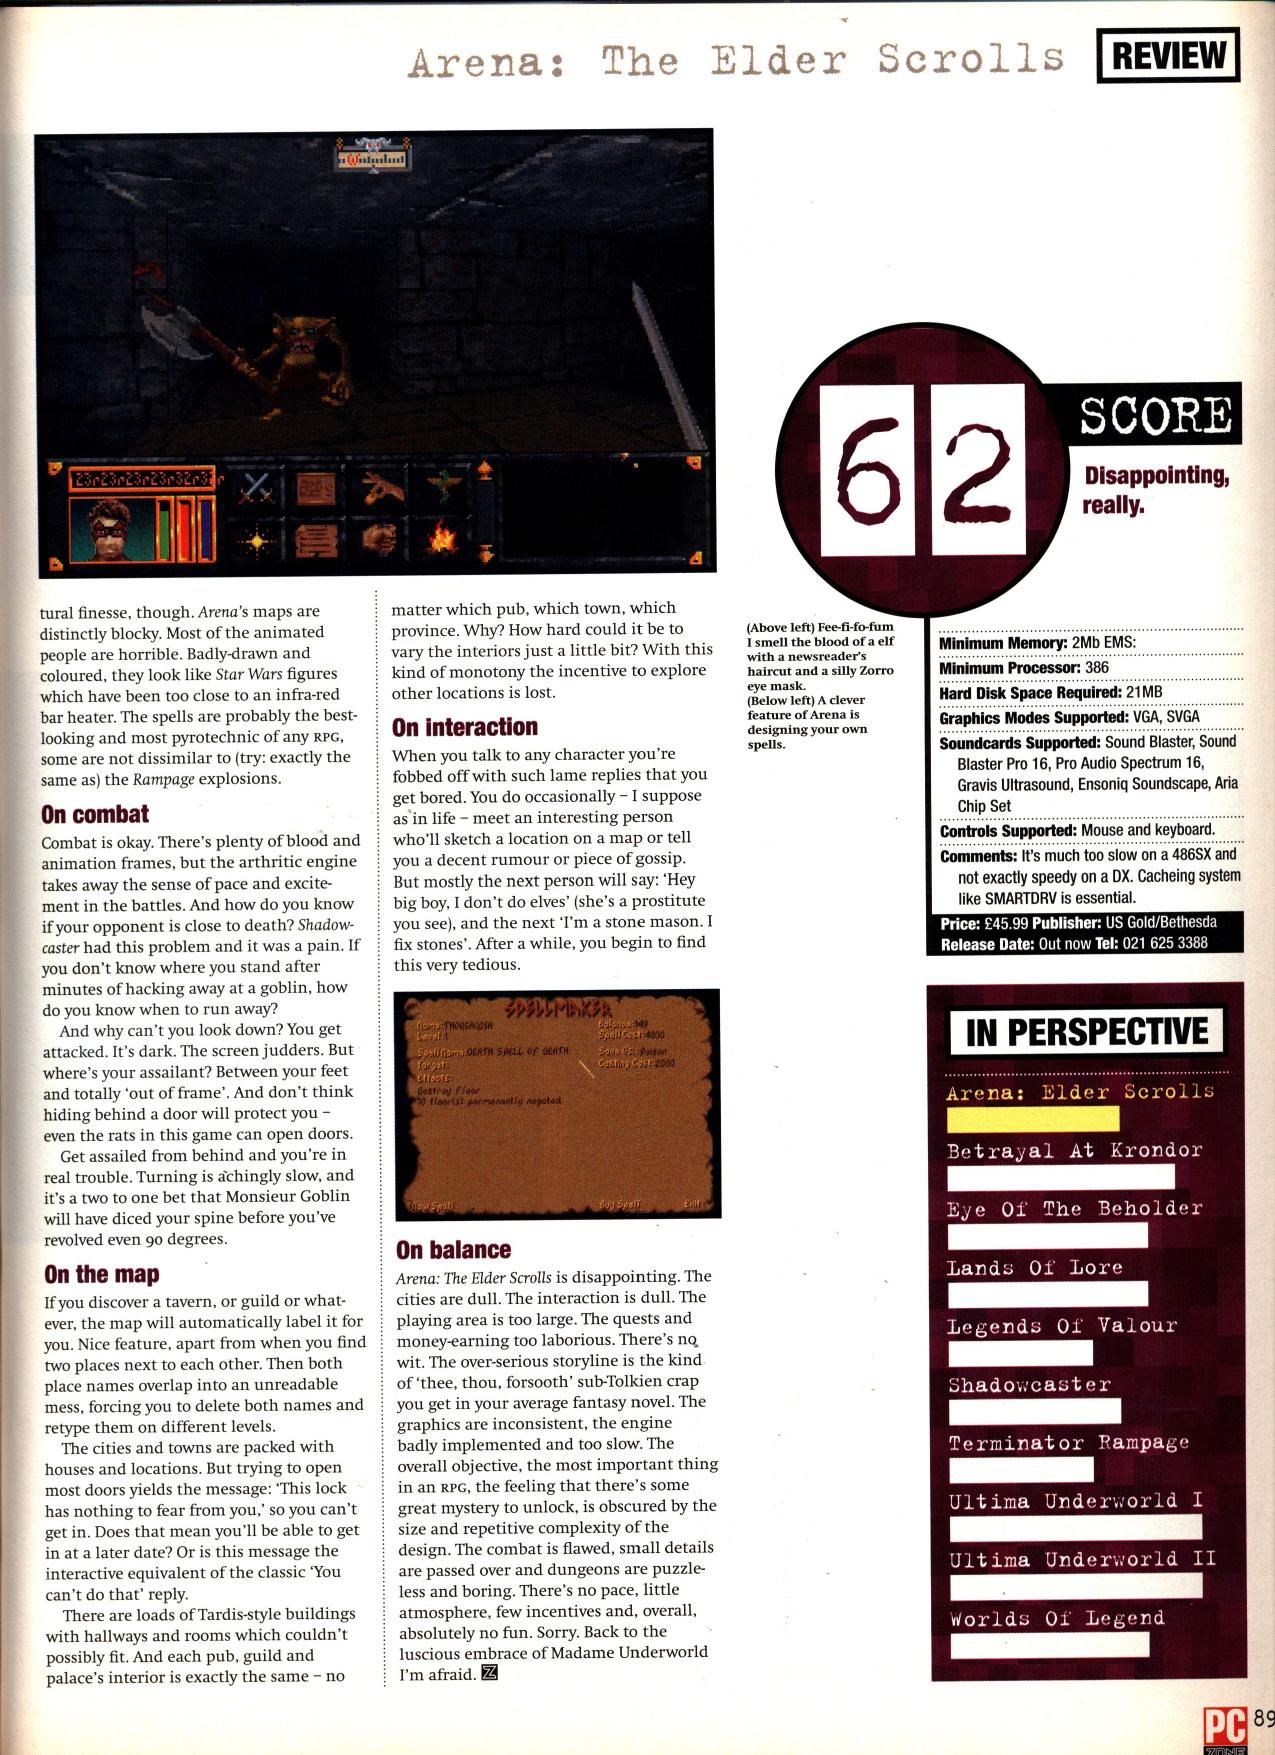 Arena: The Elder Scrolls
REVIEW
62
SCORE
Disappointing,
really.
tural finesse, though. Arena's maps are
distinctly blocky. Most of the animated
people are horrible. Badly-drawn and
coloured, they look like Star Wars figures
which have been too close to an infra-red
bar heater. The spells are probably the best-
looking and most pyrotechnic of any RPG,
some are not dissimilar to (try: exactly the
same as) the Rampage explosions.
On combat
Combat is okay. There's plenty of blood and
animation frames, but the arthritic engine
takes away the sense of pace and excite-
ment in the battles. And how do you know
if your opponent is close to death? Shadow-
caster had this problem and it was a pain. If
you don't know where you stand after
minutes of hacking away at a goblin, how
do you know when to run away?
And why can't you look down? You get
attacked. It's dark. The screen judders. But
where's your assailant? Between your feet
and totally 'out of frame'. And don't think
hiding behind a door will protect you –
even the rats in this game can open doors.
Get assailed from behind and you're in
real trouble. Turning is achingly slow, and
it's a two to one bet that Monsieur Goblin
will have diced your spine before you've
revolved even 90 degrees.
On the map
If you discover a tavern, or guild or what-
ever, the map will automatically label it for
you. Nice feature, apart from when you find
two places next to each other. Then both
place names overlap into an unreadable
mess, forcing you to delete both names and
retype them on different levels.
The cities and towns are packed with
houses and locations. But trying to open
most doors yields the message: 'This lock
has nothing to fear from you,' so you can't
get in. Does that mean you'll be able to get
in at a later date? Or is this message the
interactive equivalent of the classic 'You
can't do that' reply.
There are loads of Tardis-style buildings
with hallways and rooms which couldn't
possibly fit. And each pub, guild and
palace's interior is exactly the same – no
matter which pub, which town, which
province. Why? How hard could it be to
vary the interiors just a little bit? With this
kind of monotony the incentive to explore
other locations is lost.
On interaction
When you talk to any character you're
fobbed off with such lame replies that you
get bored. You do occasionally – I suppose
as in life – meet an interesting person
who'll sketch a location on a map or tell
you a decent rumour or piece of gossip.
But mostly the next person will say: 'Hey
big boy, I don't do elves' (she's a prostitute
you see), and the next 'I'm a stone mason. I
fix stones'. After a while, you begin to find
this very tedious.
SPELLMAKER
Name:THORGANDSA
Balance:149
Level:1
Spell Cost:4000
Spell Name:DEATH SPELL OF DEATH
Save Vs.:Poison
Target:
Casting Cost:2000
Effects:
Destroy Floor
10 floor(s) permanently negated.
New Spell
Buy Spell
Exit
On balance
Arena: The Elder Scrolls is disappointing. The
cities are dull. The interaction is dull. The
playing area is too large. The quests and
money-earning too laborious. There's no
wit. The over-serious storyline is the kind
of 'thee, thou, forsooth' sub-Tolkien crap
you get in your average fantasy novel. The
graphics are inconsistent, the engine
badly implemented and too slow. The
overall objective, the most important thing
in an RPG, the feeling that there's some
great mystery to unlock, is obscured by the
size and repetitive complexity of the
design. The combat is flawed, small details
are passed over and dungeons are puzzle-
less and boring. There's no pace, little
atmosphere, few incentives and, overall,
absolutely no fun. Sorry. Back to the
luscious embrace of Madame Underworld
I'm afraid. Z
(Above left) Fee-fi-fo-fum
I smell the blood of a elf
with a newsreader's
haircut and a silly Zorro
eye mask.
(Below left) A clever
feature of Arena is
designing your own
spells.
Minimum Memory: 2Mb EMS:
Minimum Processor: 386
Hard Disk Space Required: 21MB
Graphics Modes Supported: VGA, SVGA
Soundcards Supported: Sound Blaster, Sound
Blaster Pro 16, Pro Audio Spectrum 16,
Gravis Ultrasound, Ensoniq Soundscape, Aria
Chip Set
Controls Supported: Mouse and keyboard.
Comments: It's much too slow on a 486SX and
not exactly speedy on a DX. Cacheing system
like SMARTDRV is essential.
Price: £45.99 Publisher: US Gold/Bethesda
Release Date: Out now Tel: 021 625 3388
IN PERSPECTIVE
Arena: Elder Scrolls
Betrayal At Krondor
Eye Of The Beholder
Lands Of Lore
Legends Of Valour
Shadowcaster
Terminator Rampage
Ultima Underworld I
Ultima Underworld II
Worlds Of Legend
PC
ZONE
89